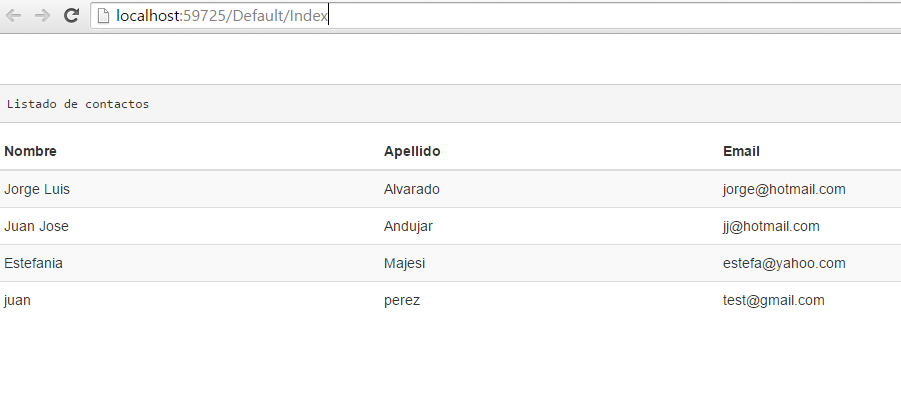 localhost:59725/Default/Index
Listado de contactos
Nombre Apellido Email
Jorge Luis Alvarado jorge@hotmail.com
Juan Jose Andujar jj@hotmail.com
Estefania Majesi estefa@yahoo.com
juan perez test@gmail.com